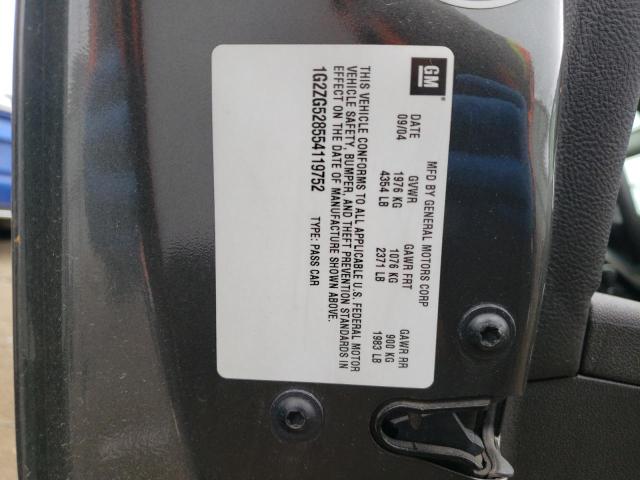 GM
MFD BY GENERAL MOTORS CORP
DATE GVWR GAWR FRT GAWR RR
09/04 1976 KG 1076 KG 900 KG
4354 LB 2371 LB 1983 LB
THIS VEHICLE CONFORMS TO ALL APPLICABLE U.S. FEDERAL MOTOR
VEHICLE SAFETY, BUMPER, AND THEFT PREVENTION STANDARDS IN
EFFECT ON THE DATE OF MANUFACTURE SHOWN ABOVE.
1G2ZG528554119752 TYPE: PASS CAR